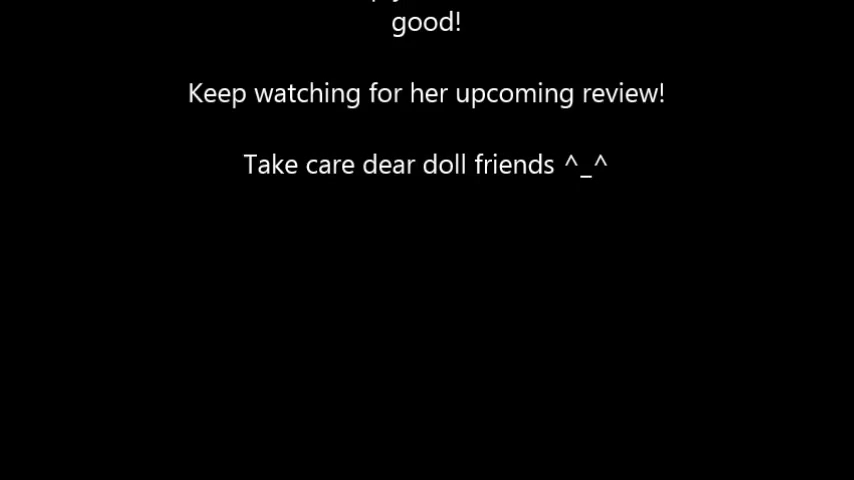 good!
Keep watching for her upcoming review!
Take care dear doll friends ^_^